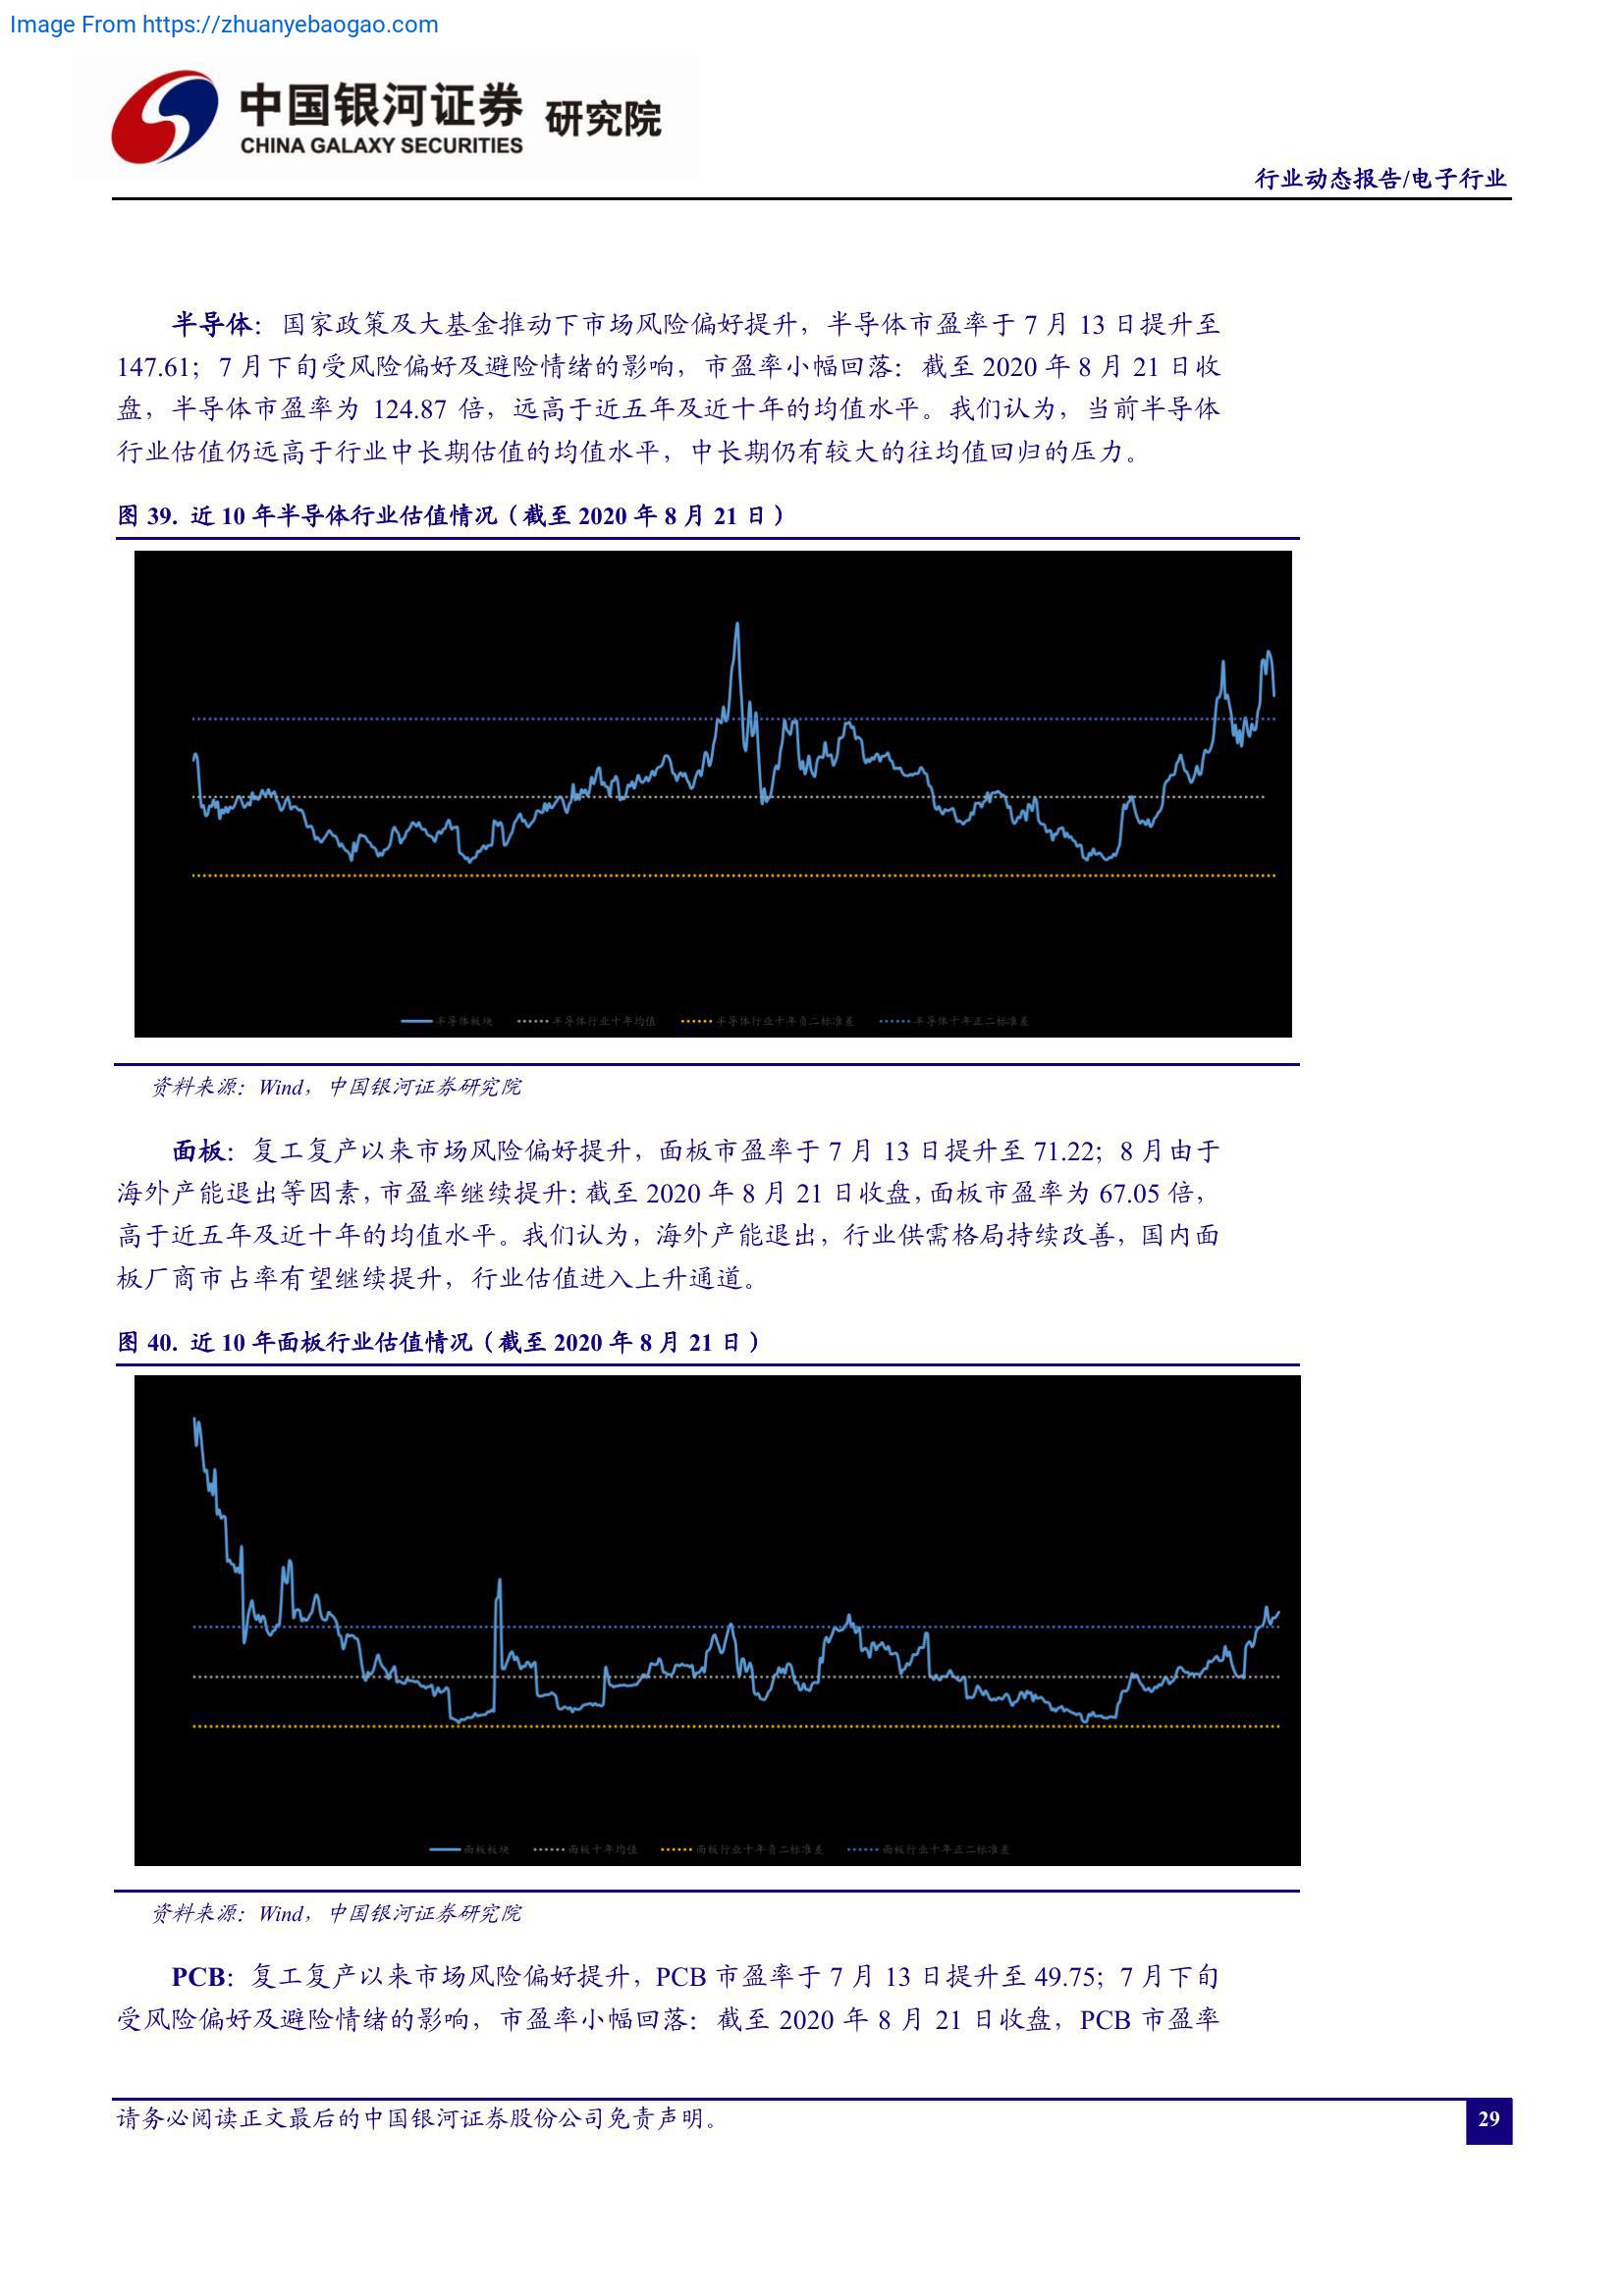 Image From https://zhuanyebaogao.com
中国银河证券 研究院
CHINA GALAXY SECURITIES
行业动态报告/电子行业
半导体：国家政策及大基金推动下市场风险偏好提升，半导体市盈率于 7 月 13 日提升至
147.61；7 月下旬受风险偏好及避险情绪的影响，市盈率小幅回落：截至 2020 年 8 月 21 日收
盘，半导体市盈率为 124.87 倍，远高于近五年及近十年的均值水平。我们认为，当前半导体
行业估值仍远高于行业中长期估值的均值水平，中长期仍有较大的往均值回归的压力。
图 39. 近 10 年半导体行业估值情况（截至 2020 年 8 月 21 日）
半导体板块 半导体行业十年均值 半导体行业十年负二标准差 半导体十年正二标准差
资料来源：Wind，中国银河证券研究院
面板：复工复产以来市场风险偏好提升，面板市盈率于 7 月 13 日提升至 71.22；8 月由于
海外产能退出等因素，市盈率继续提升：截至 2020 年 8 月 21 日收盘，面板市盈率为 67.05 倍，
高于近五年及近十年的均值水平。我们认为，海外产能退出，行业供需格局持续改善，国内面
板厂商市占率有望继续提升，行业估值进入上升通道。
图 40. 近 10 年面板行业估值情况（截至 2020 年 8 月 21 日）
面板板块 面板十年均值 面板行业十年负二标准差 面板行业十年正二标准差
资料来源：Wind，中国银河证券研究院
PCB：复工复产以来市场风险偏好提升，PCB 市盈率于 7 月 13 日提升至 49.75；7 月下旬
受风险偏好及避险情绪的影响，市盈率小幅回落：截至 2020 年 8 月 21 日收盘，PCB 市盈率
请务必阅读正文最后的中国银河证券股份公司免责声明。
29